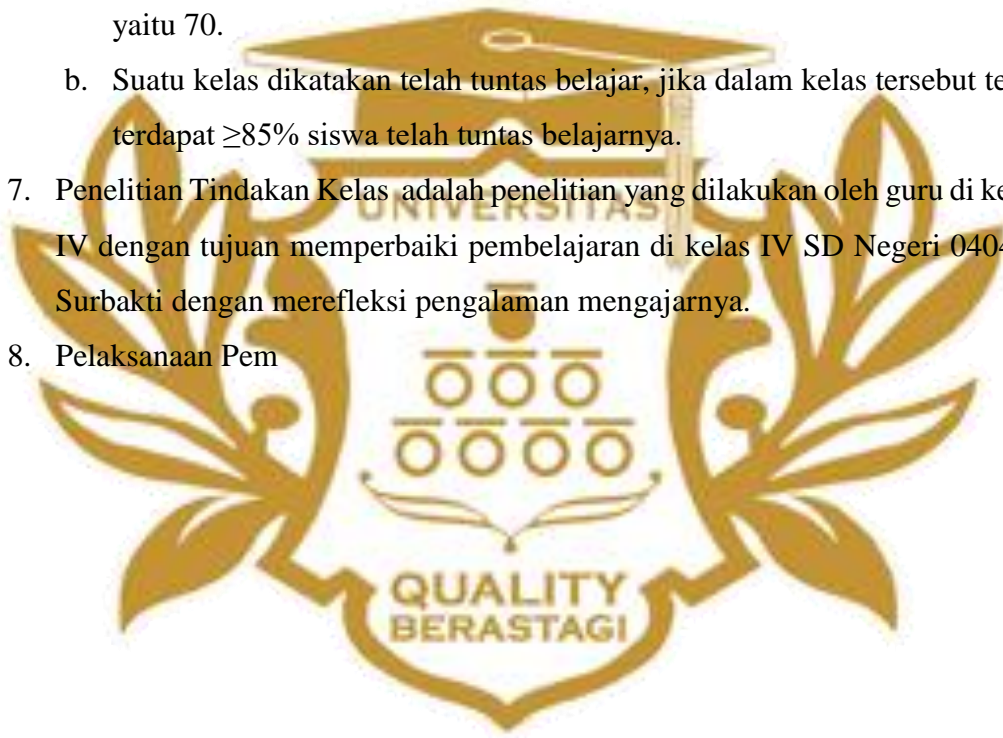 yaitu 70.
b. Suatu kelas dikatakan telah tuntas belajar, jika dalam kelas tersebut te
terdapat ≥85% siswa telah tuntas belajarnya.
7. Penelitian Tindakan Kelas adalah penelitian yang dilakukan oleh guru di ke
UNIVERSITAS
IV dengan tujuan memperbaiki pembelajaran di kelas IV SD Negeri 0404
Surbakti dengan merefleksi pengalaman mengajarnya.
8. Pelaksanaan Pem
QUALITY
BERASTAGI